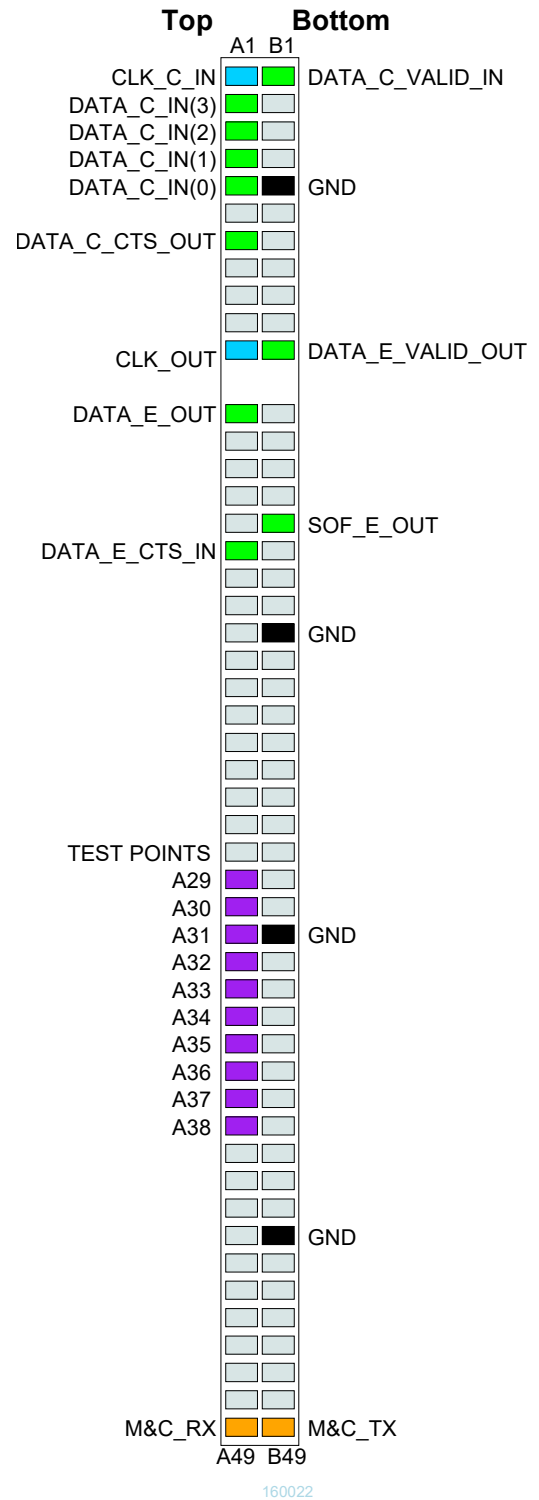 Top Bottom
A1 B1
CLK_C_IN DATA_C_VALID_IN
DATA_C_IN(3)
DATA_C_IN(2)
DATA_C_IN(1)
DATA_C_IN(0) GND
DATA_C_CTS_OUT
CLK_OUT DATA_E_VALID_OUT
DATA_E_OUT
SOF_E_OUT
DATA_E_CTS_IN
GND
TEST POINTS
A29
A30
A31 GND
A32
A33
A34
A35
A36
A37
A38
GND
M&C_RX M&C_TX
A49 B49
160022